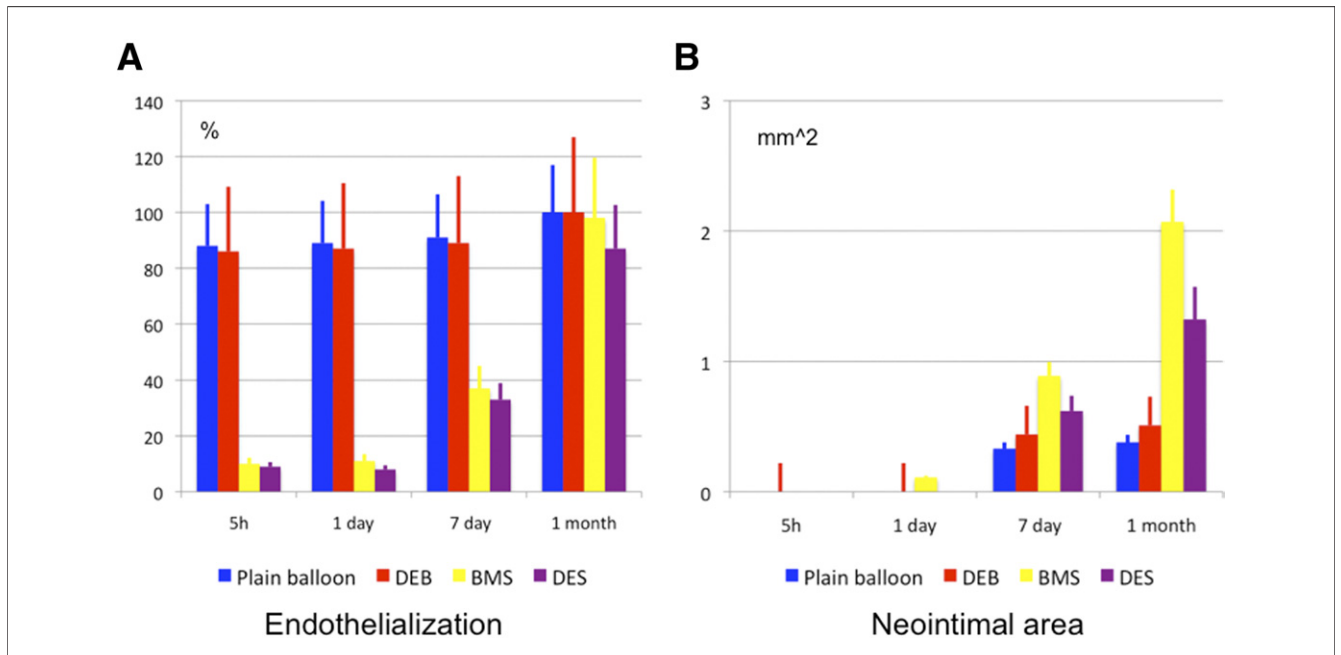 A
B
140
120
100
80
60
40
20
0
%
5h
1 day
7 day
1 month
Plain balloon DEB BMS DES
Endothelialization
3
2
1
0
mm^2
5h
1 day
7 day
1 month
Plain balloon DEB BMS DES
Neointimal area